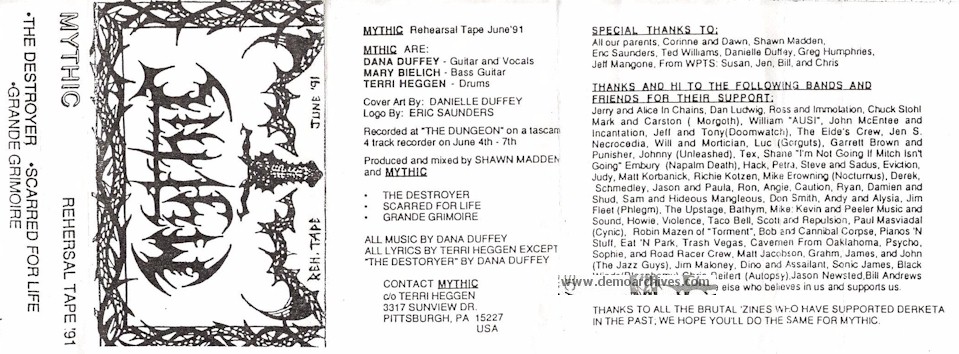 MYTHIC
REHERSAL TAPE '91
•THE DESTROYER •SCARRED FOR LIFE
•GRANDE GRIMOIRE
MYTHIC
JUNE '91
REH. TAPE
MYTHIC Rehearsal Tape June'91
MTHIC ARE:
DANA DUFFEY - Guitar and Vocals
MARY BIELICH - Bass Guitar
TERRI HEGGEN - Drums
Cover Art By: DANIELLE DUFFEY
Logo By: ERIC SAUNDERS
Recorded at "THE DUNGEON" on a tascam
4 track recorder on June 4th - 7th
Produced and mixed by SHAWN MADDEN
and MYTHIC
• THE DESTROYER
• SCARRED FOR LIFE
• GRANDE GRIMOIRE
ALL MUSIC BY DANA DUFFEY
ALL LYRICS BY TERRI HEGGEN EXCEPT
"THE DESTORYER" BY DANA DUFFEY
CONTACT MYTHIC
c/o TERRI HEGGEN
3317 SUNVIEW DR.
PITTSBURGH, PA 15227
USA
SPECIAL THANKS TO:
All our parents, Corinne and Dawn, Shawn Madden,
Eric Saunders, Ted Williams, Danielle Duffey, Greg Humphries,
Jeff Mangone, From WPTS: Susan, Jen, Bill, and Chris
THANKS AND HI TO THE FOLLOWING BANDS AND
FRIENDS FOR THEIR SUPPORT:
Jerry and Alice In Chains, Dan Ludwig, Ross and Immolation, Chuck Stohl
Mark and Carston ( Morgoth), William "AUSI", John McEntee and
Incantation, Jeff and Tony(Doomwatch), The Elde's Crew, Jen S.
Necrodecia, Will and Mortician, Luc (Gorguts), Garrett Brown and
Punisher, Johnny (Unleashed), Tex, Shane "I'm Not Going If Mitch Isn't
Going" Embury (Napalm Death), Hack, Petra, Steve and Sadus, Eviction,
Judy, Matt Korbanick, Richie Kotzen, Mike Browning (Nocturnus), Derek,
Schmedley, Jason and Paula, Ron, Angie, Caution, Ryan, Damien and
Shud, Sam and Hideous Mangleous, Don Smith, Andy and Alysia, Jim
Fleet (Phlegm), The Upstage, Bathym, Mike: Kevin and Peeler Music and
Sound, Howie, Violence, Taco Bell, Scott and Repulsion, Paul Masvidal
(Cynic), Robin Mazen of "Torment", Bob and Cannibal Corpse, Pianos 'N
Stuff, Eat 'N Park, Trash Vegas, Cavemen From Oaklahoma, Psycho,
Sophie, and Road Racer Crew, Matt Jacobson, Grahm, James, and John
(The Jazz Guys), Jim Maloney, Dino and Assailant, Sonic James, Black
Reifert (Autopsy),Jason Newsted,Bill Andrews
else who believes in us and supports us.
www.demoarchives.com
THANKS TO ALL THE BRUTAL 'ZINES WHO HAVE SUPPORTED DERKETA
IN THE PAST; WE HOPE YOU'LL DO THE SAME FOR MYTHIC.